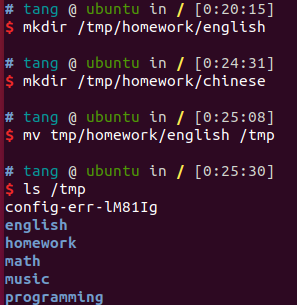 # tang @ ubuntu in / [0:20:15]
$ mkdir /tmp/homework/english
# tang @ ubuntu in / [0:24:31]
$ mkdir /tmp/homework/chinese
# tang @ ubuntu in / [0:25:08]
$ mv tmp/homework/english /tmp
# tang @ ubuntu in / [0:25:30]
$ ls /tmp
config-err-lM81Ig
english
homework
math
music
programming